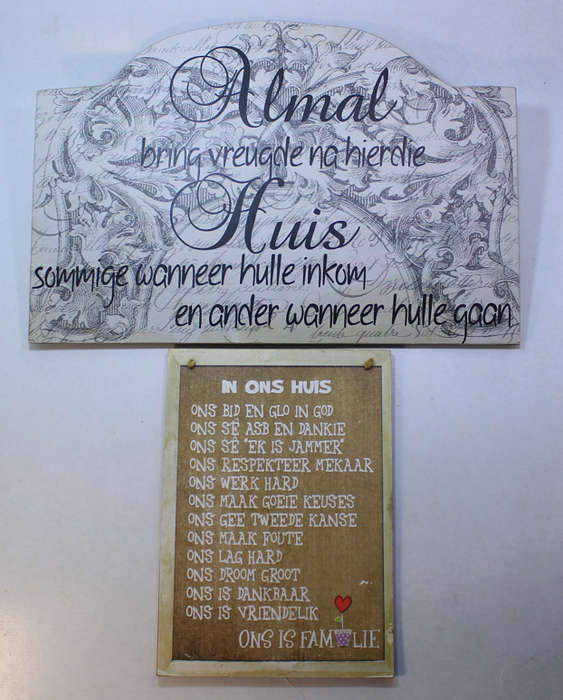 Almal
bring vreugde na hierdie
Huis
sommige wanneer hulle inkom
en ander wanneer hulle gaan
IN ONS HUIS
ONS BID EN GLO IN GOD
ONS SÊ ASB EN DANKIE
ONS SÊ "EK IS JAMMER"
ONS RESPEKTEER MEKAAR
ONS WERK HARD
ONS MAAK GOEIE KEUSES
ONS GEE TWEEDE KANSE
ONS MAAK FOUTE
ONS LAG HARD
ONS DROOM GROOT
ONS IS DANKBAAR
ONS IS VRIENDELIK
ONS IS FAMILIE